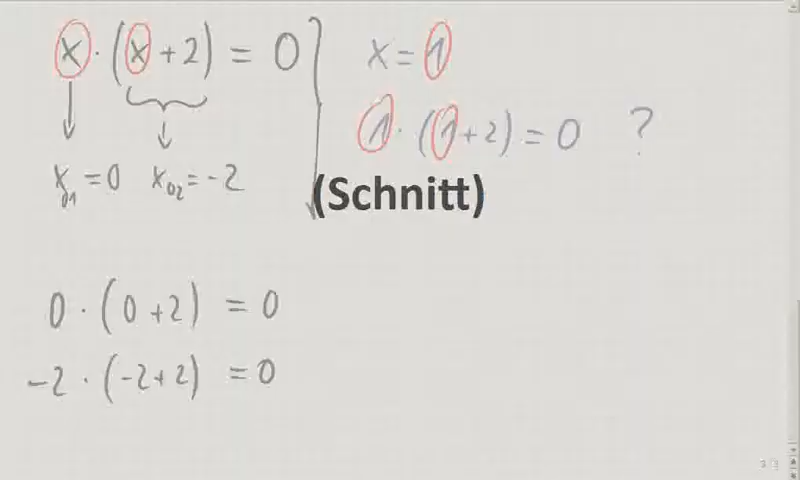 x · (x + 2) = 0
x₀₁ = 0 x₀₂ = -2
x = 1
1 · (1 + 2) = 0 ?
(Schnitt)
0 · (0 + 2) = 0
-2 · (-2 + 2) = 0